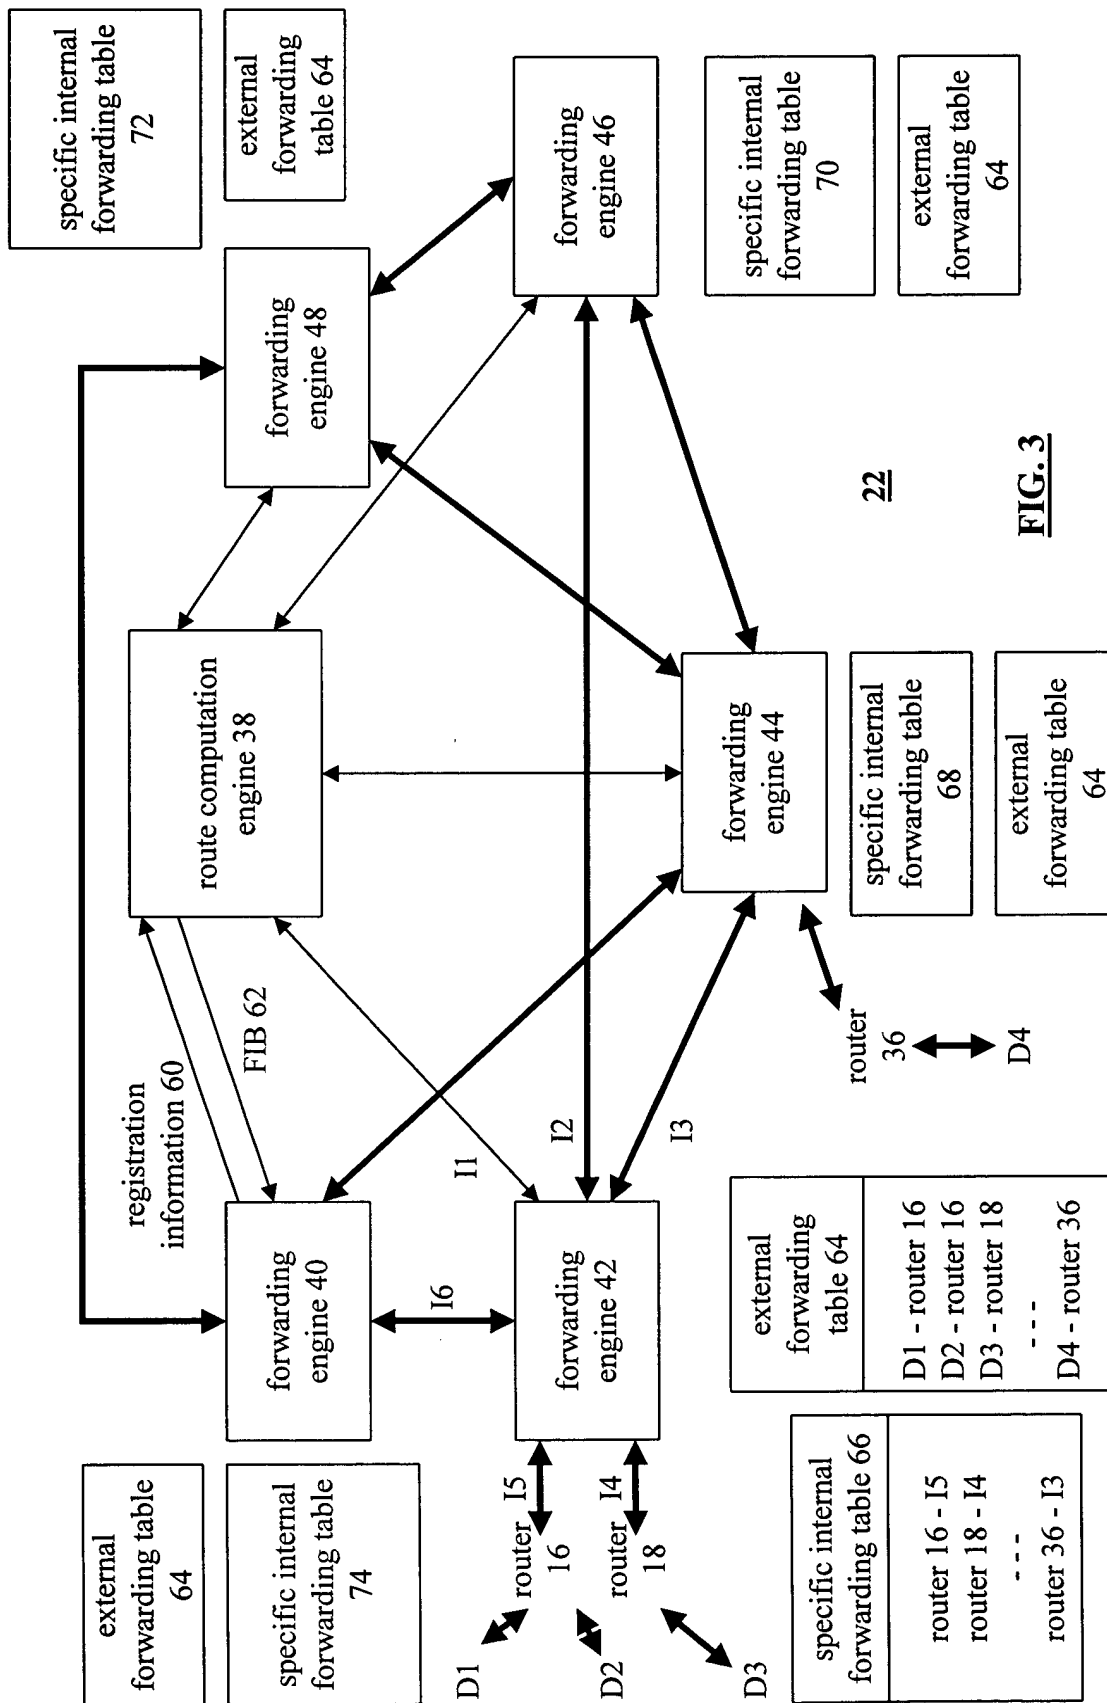 external
forwarding table
64
specific internal
forwarding table
74
forwarding
engine 40
registration
information 60
FIB 62
route computation
engine 38
forwarding
engine 48
specific internal
forwarding table
72
external
forwarding
table 64
D1
D2
D3
router
16
I5
router
18
I4
forwarding
engine 42
I6
I1
I2
I3
forwarding
engine 44
forwarding
engine 46
specific internal
forwarding table 66
router 16 - I5
router 18 - I4
- - -
router 36 - I3
external
forwarding
table 64
D1 - router 16
D2 - router 16
D3 - router 18
- - -
D4 - router 36
router
36
D4
specific internal
forwarding table
68
external
forwarding table
64
specific internal
forwarding table
70
external
forwarding table
64
22
FIG. 3